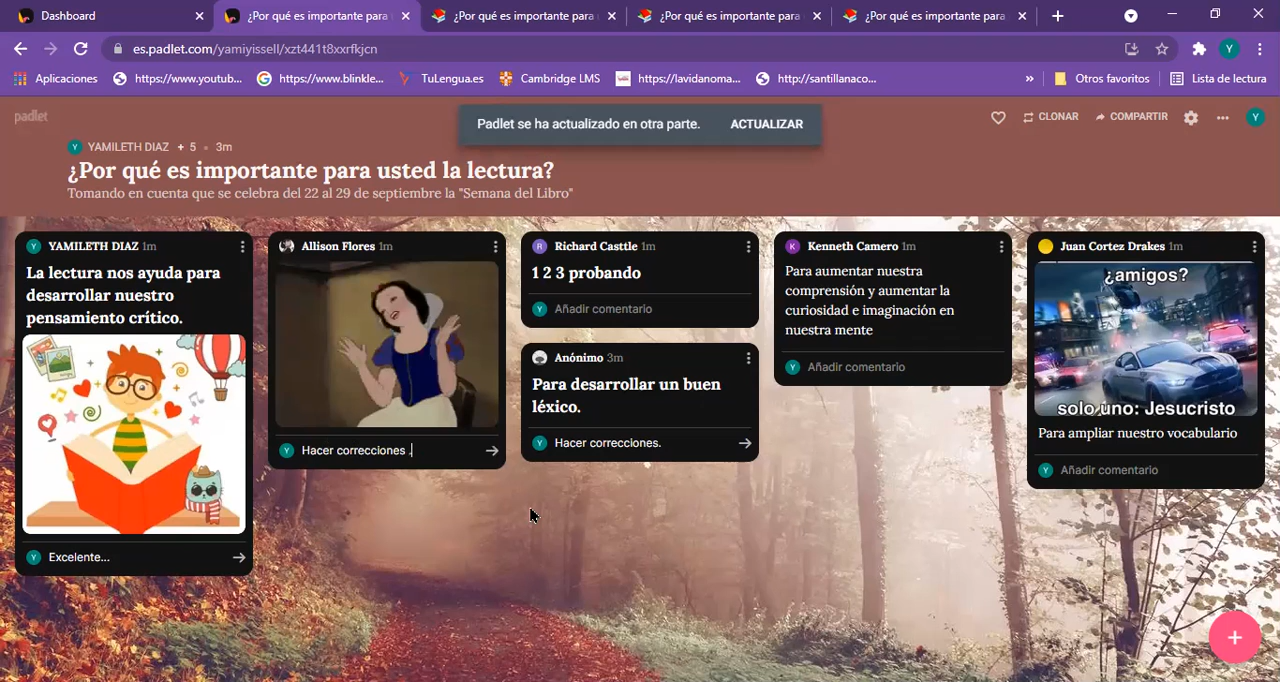 Dashboard
¿Por qué es importante para
¿Por qué es importante para
¿Por qué es importante para
¿Por qué es importante para
es.padlet.com/yamiyissell/xzt441t8xxrfkjcn
Y
Aplicaciones
https://www.youtub...
https://www.blinkle...
TuLengua.es
Cambridge LMS
https://lavidanoma...
http://santillanaco...
»
Otros favoritos
Lista de lectura
padlet
Padlet se ha actualizado en otra parte. ACTUALIZAR
CLONAR
COMPARTIR
Y
Y YAMILETH DIAZ + 5 • 3m
¿Por qué es importante para usted la lectura?
Tomando en cuenta que se celebra del 22 al 29 de septiembre la "Semana del Libro"
Y YAMILETH DIAZ 1m
La lectura nos ayuda para
desarrollar nuestro
pensamiento crítico.
Y Excelente...
Allison Flores 1m
Y Hacer correcciones .
R Richard Casttle 1m
1 2 3 probando
Y Añadir comentario
Anónimo 3m
Para desarrollar un buen
léxico.
Y Hacer correcciones.
K Kenneth Camero 1m
Para aumentar nuestra
comprensión y aumentar la
curiosidad e imaginación en
nuestra mente
Y Añadir comentario
Juan Cortez Drakes 1m
¿amigos?
solo uno: Jesucristo
Para ampliar nuestro vocabulario
Y Añadir comentario